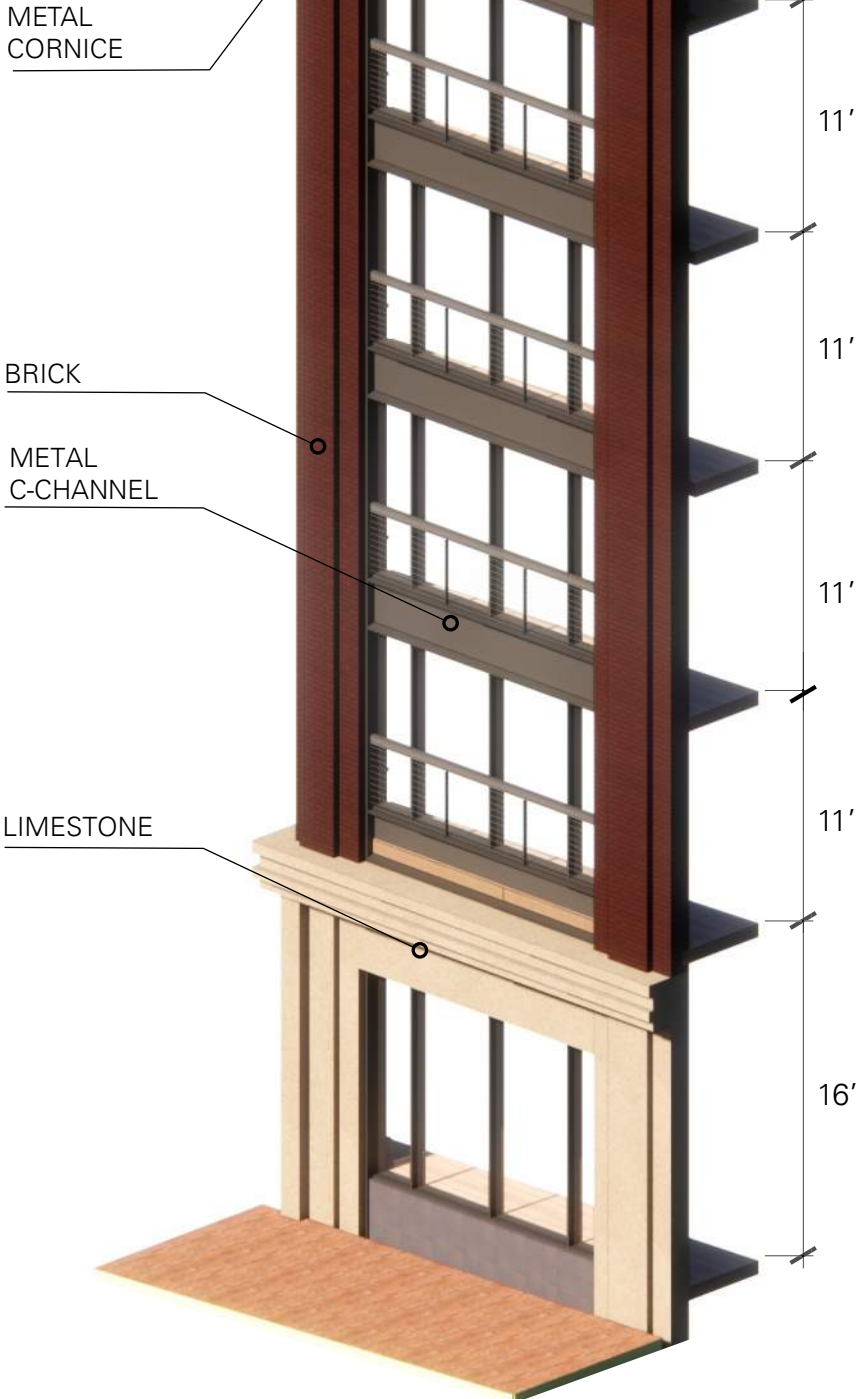 METAL
CORNICE
11′
11′
BRICK
METAL
C-CHANNEL
11′
11′
LIMESTONE
16′